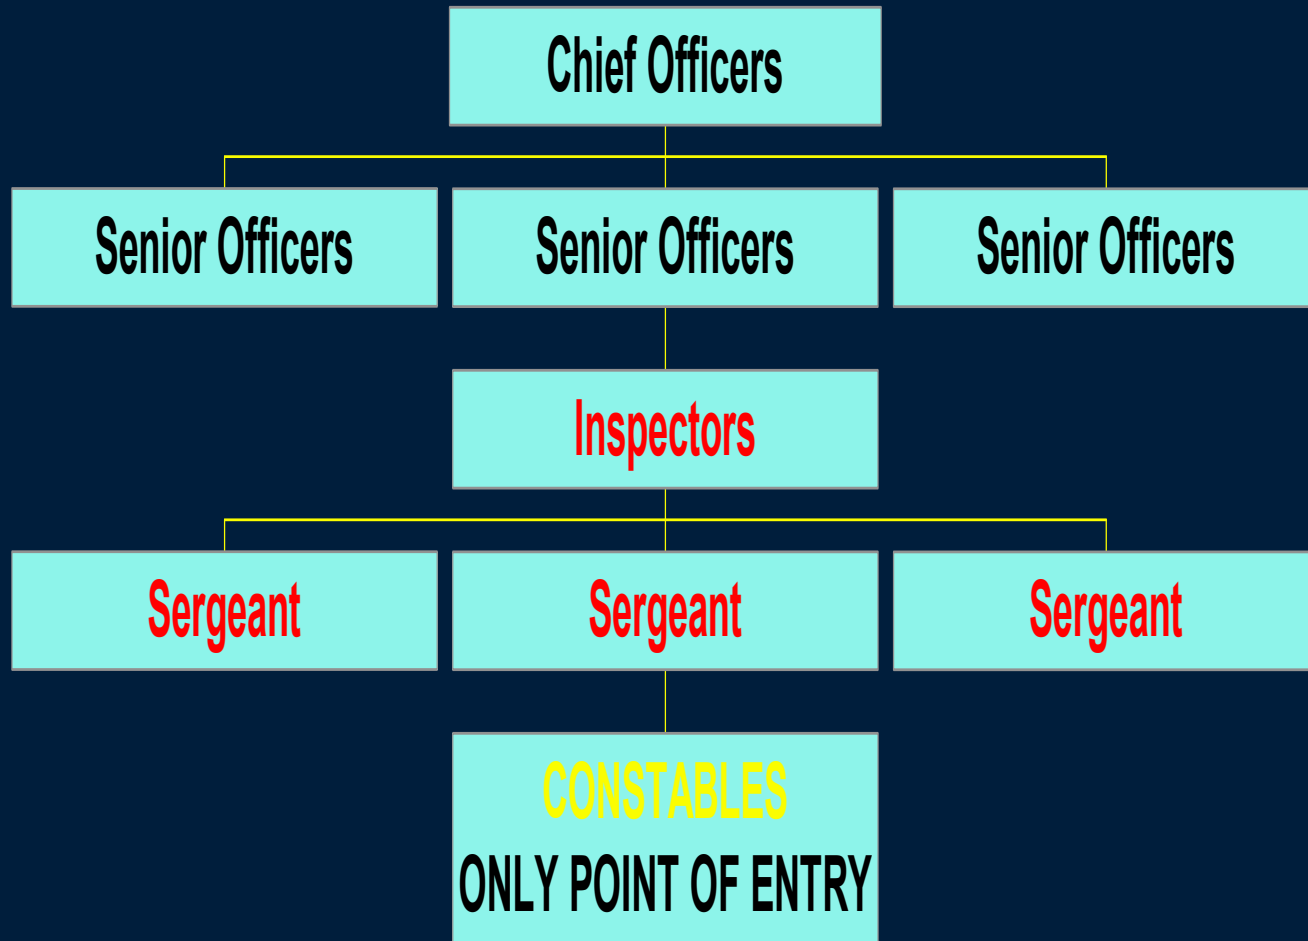 Chief Officers
Senior Officers
Senior Officers
Senior Officers
Inspectors
Sergeant
Sergeant
Sergeant
CONSTABLES
ONLY POINT OF ENTRY